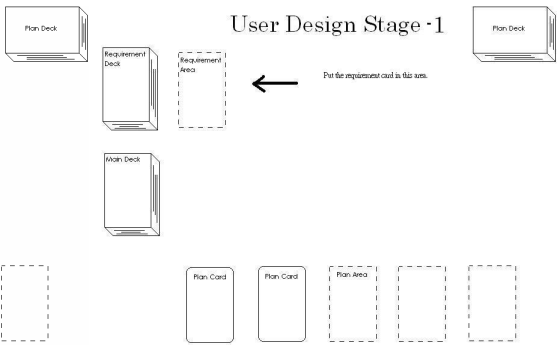 User Design Stage -1
Plan Deck
Plan Deck
Requirement
Deck
Requirement
Area
Put the requirement card in this area.
Main Deck
Plan Card
Plan Card
Plan Area